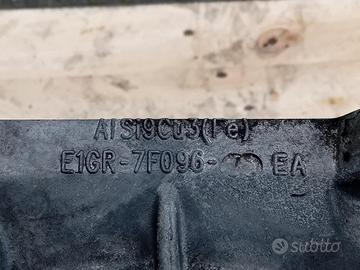 AlSi9Cu3(Fe)
E1GR-7F096- EA
subito